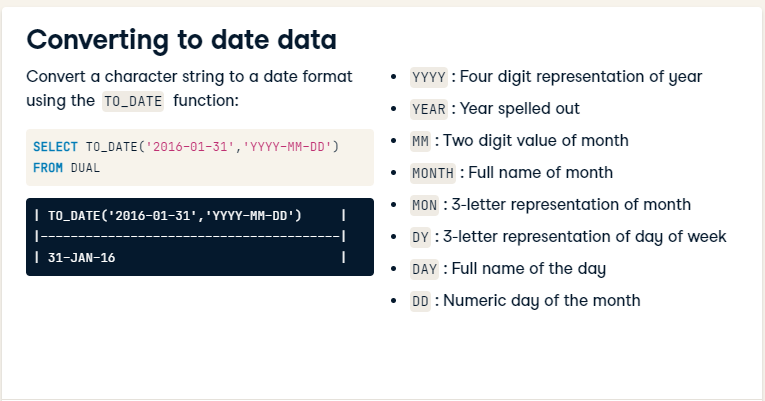 Converting to date data
Convert a character string to a date format
using the TO_DATE function:
SELECT TO_DATE('2016-01-31','YYYY-MM-DD')
FROM DUAL
| TO_DATE('2016-01-31','YYYY-MM-DD')     |
|----------------------------------------|
| 31-JAN-16                              |
• YYYY : Four digit representation of year
• YEAR : Year spelled out
• MM : Two digit value of month
• MONTH : Full name of month
• MON : 3-letter representation of month
• DY : 3-letter representation of day of week
• DAY : Full name of the day
• DD : Numeric day of the month